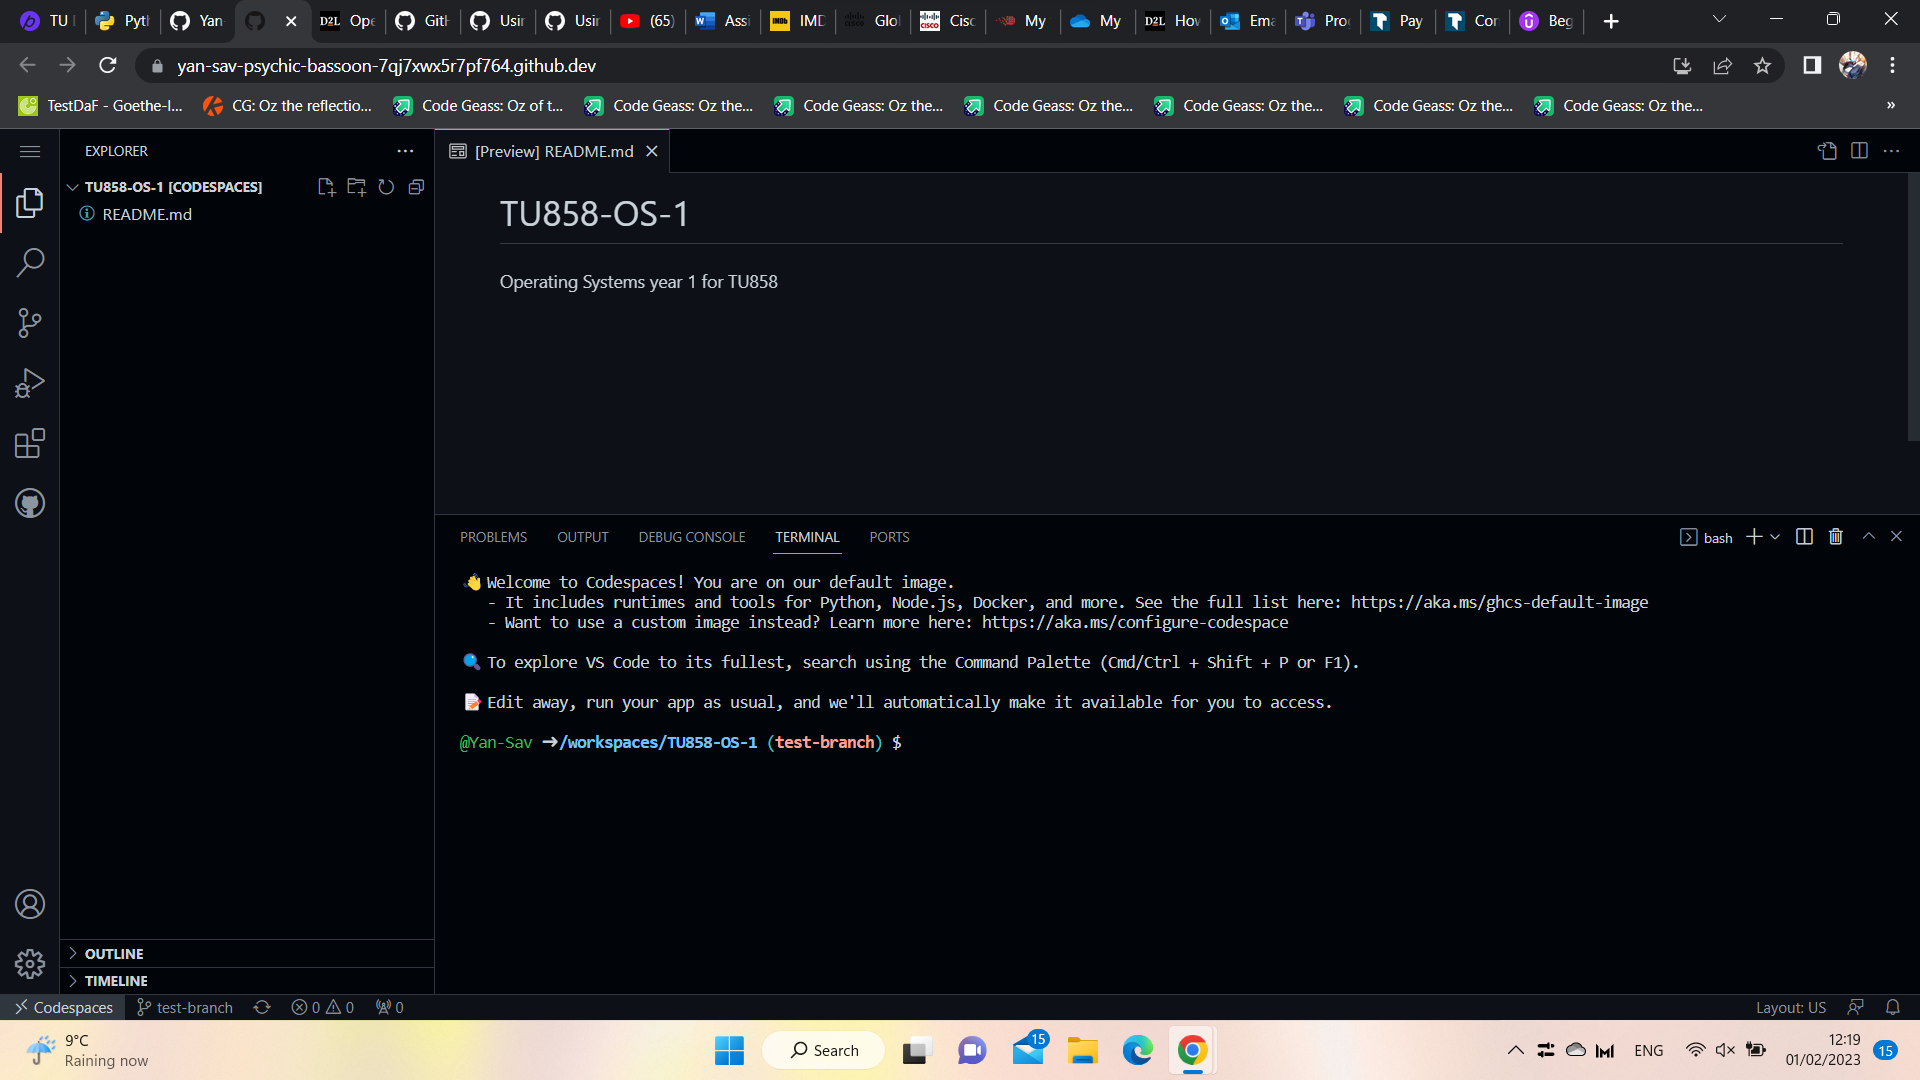 TU
Pyth
Yan-
D2L Ope
Gith
Usin
Usin
(65)
Assi
IMDb IMD
Glo
CISCO Cisc
My
My
D2L Hov
Ema
Pro
Pay
Con
Beg
yan-sav-psychic-bassoon-7qj7xwx5r7pf764.github.dev
TestDaF - Goethe-I...
CG: Oz the reflectio...
Code Geass: Oz of t...
Code Geass: Oz the...
Code Geass: Oz the...
Code Geass: Oz the...
Code Geass: Oz the...
Code Geass: Oz the...
Code Geass: Oz the...
»
EXPLORER
TU858-OS-1 [CODESPACES]
README.md
OUTLINE
TIMELINE
[Preview] README.md
TU858-OS-1
Operating Systems year 1 for TU858
PROBLEMS
OUTPUT
DEBUG CONSOLE
TERMINAL
PORTS
bash
👋 Welcome to Codespaces! You are on our default image.
- It includes runtimes and tools for Python, Node.js, Docker, and more. See the full list here: https://aka.ms/ghcs-default-image
- Want to use a custom image instead? Learn more here: https://aka.ms/configure-codespace
🔍 To explore VS Code to its fullest, search using the Command Palette (Cmd/Ctrl + Shift + P or F1).
📝 Edit away, run your app as usual, and we'll automatically make it available for you to access.
@Yan-Sav ➜/workspaces/TU858-OS-1 (test-branch) $
Codespaces
test-branch
0
0
0
Layout: US
9°C
Raining now
Search
15
ENG
12:19
01/02/2023
15